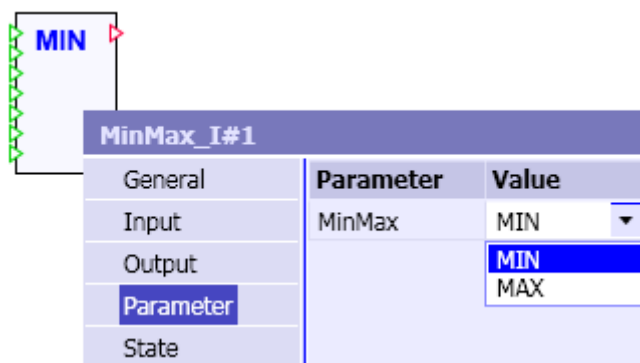 MIN
MinMax_I#1
General
Parameter Value
Input
MinMax MIN
Output
MIN
MAX
Parameter
State